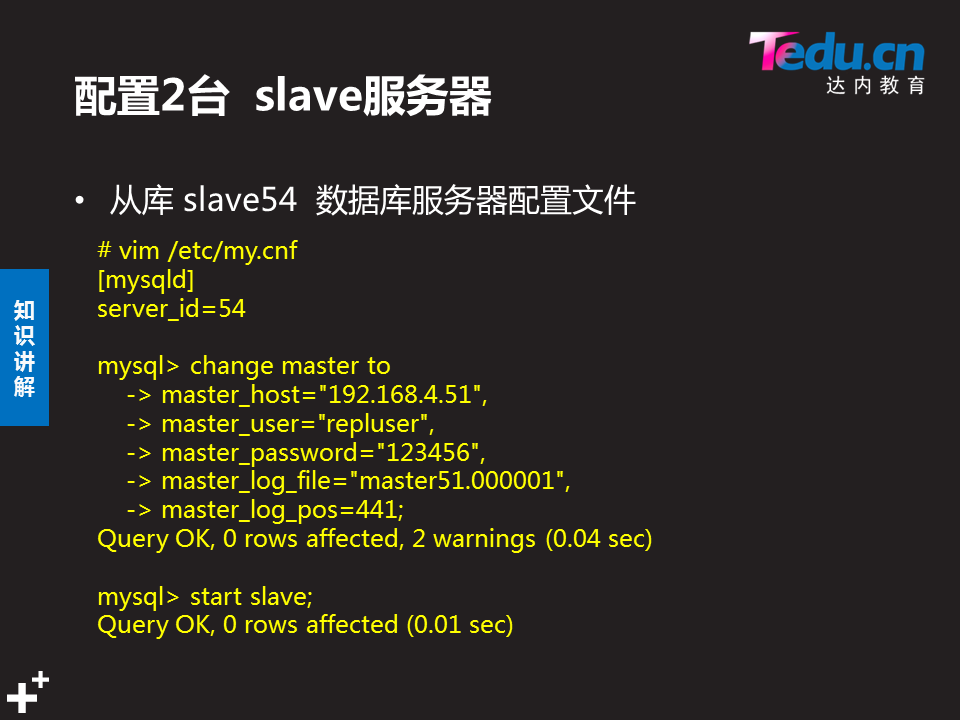 Tedu.cn
达内教育
配置2台 slave服务器
• 从库 slave54 数据库服务器配置文件
# vim /etc/my.cnf
[mysqld]
server_id=54
mysql> change master to
-> master_host="192.168.4.51",
-> master_user="repluser",
-> master_password="123456",
-> master_log_file="master51.000001",
-> master_log_pos=441;
Query OK, 0 rows affected, 2 warnings (0.04 sec)
mysql> start slave;
Query OK, 0 rows affected (0.01 sec)
知识讲解